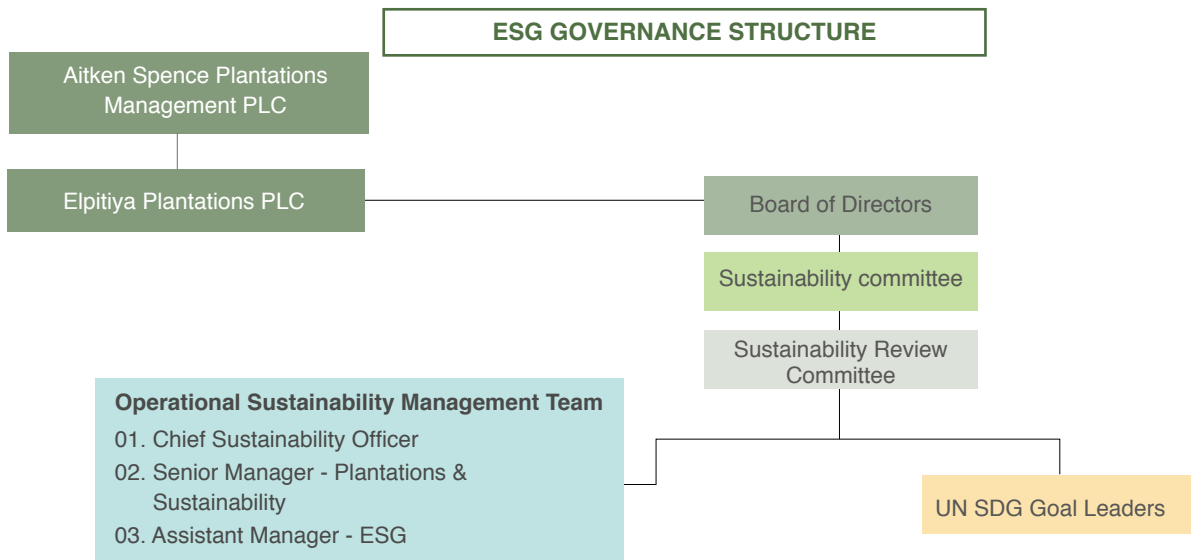 ESG GOVERNANCE STRUCTURE
Aitken Spence Plantations
Management PLC
Elpitiya Plantations PLC
Board of Directors
Sustainability committee
Sustainability Review
Committee
Operational Sustainability Management Team
01. Chief Sustainability Officer
02. Senior Manager - Plantations &
Sustainability
03. Assistant Manager - ESG
UN SDG Goal Leaders